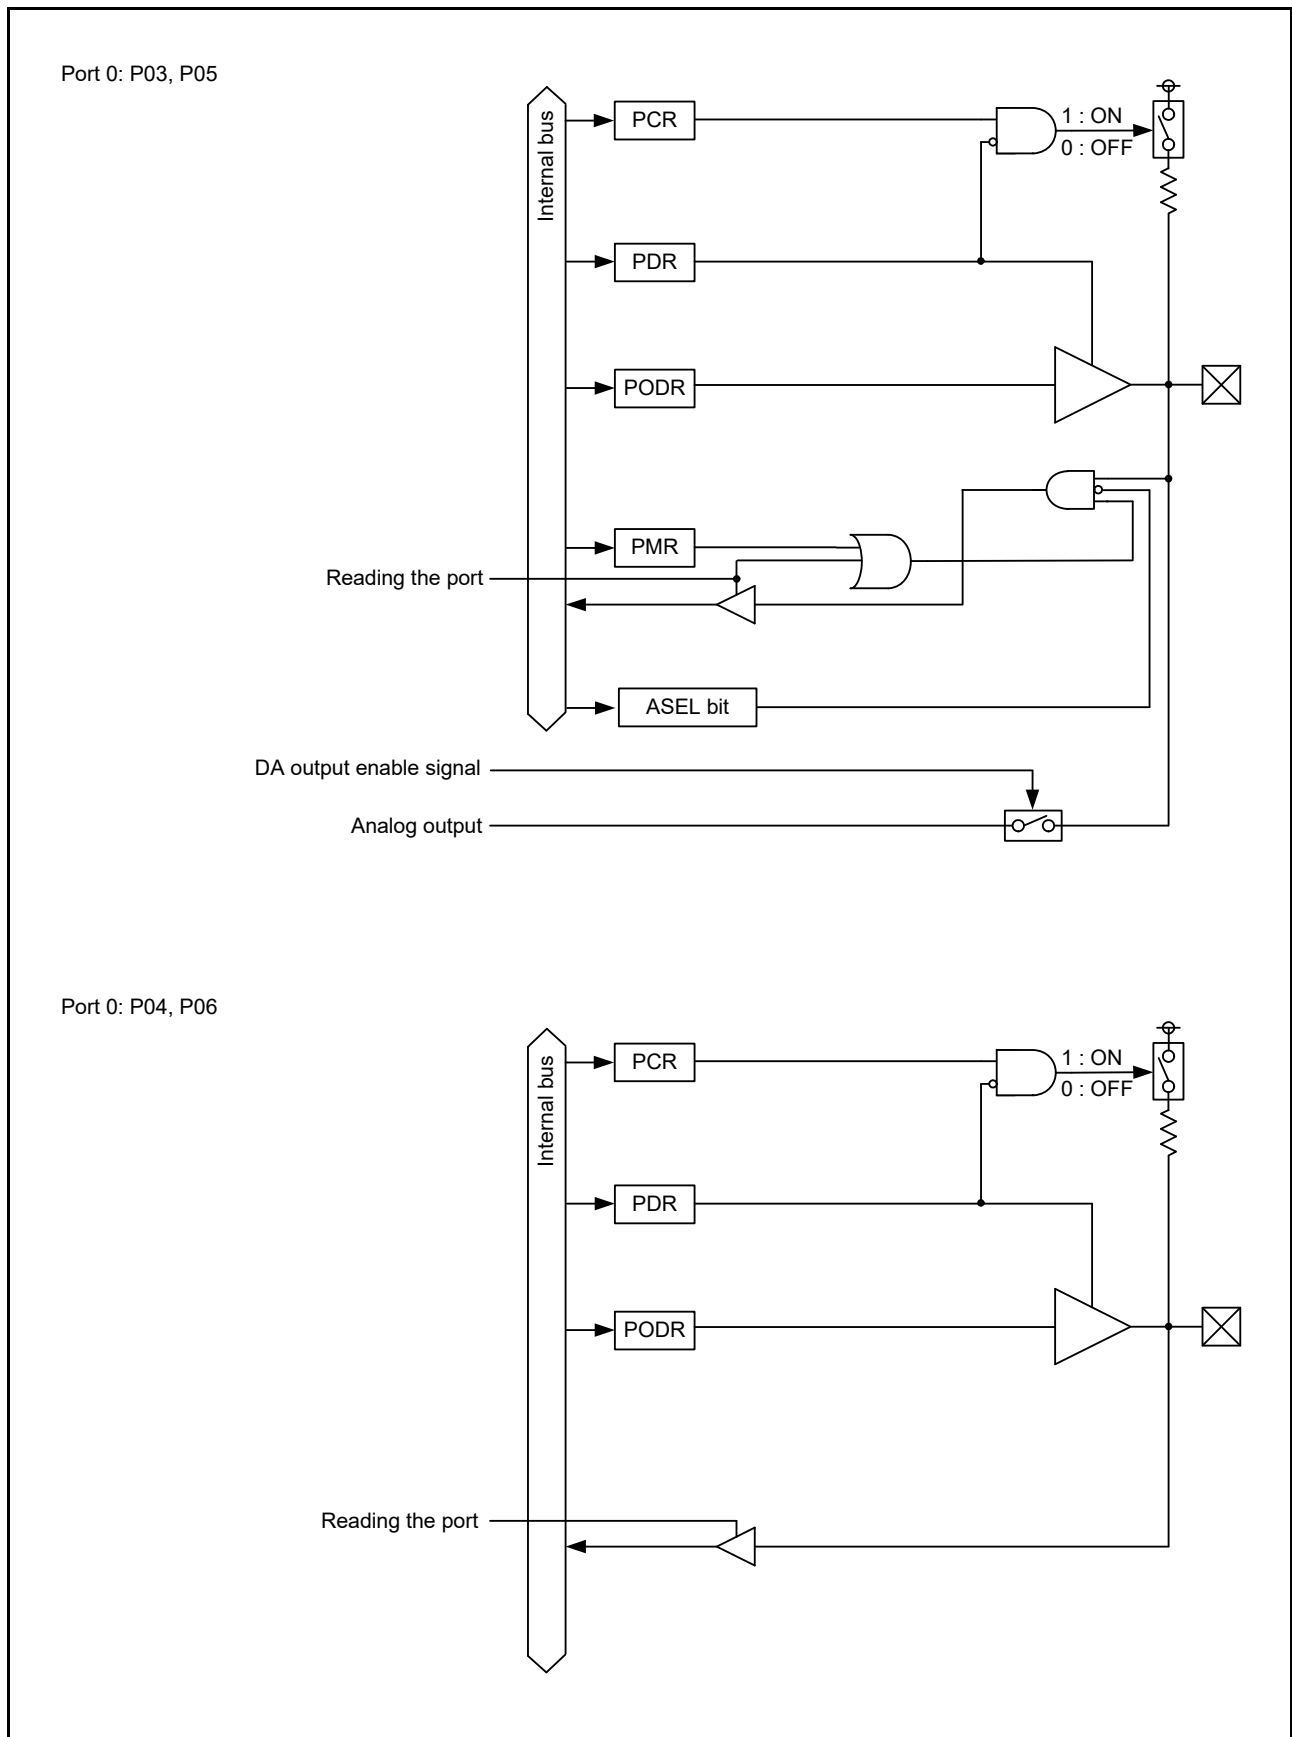 Port 0: P03, P05
Internal bus
PCR
1 : ON
0 : OFF
PDR
PODR
PMR
Reading the port
ASEL bit
DA output enable signal
Analog output
Port 0: P04, P06
Internal bus
PCR
1 : ON
0 : OFF
PDR
PODR
Reading the port